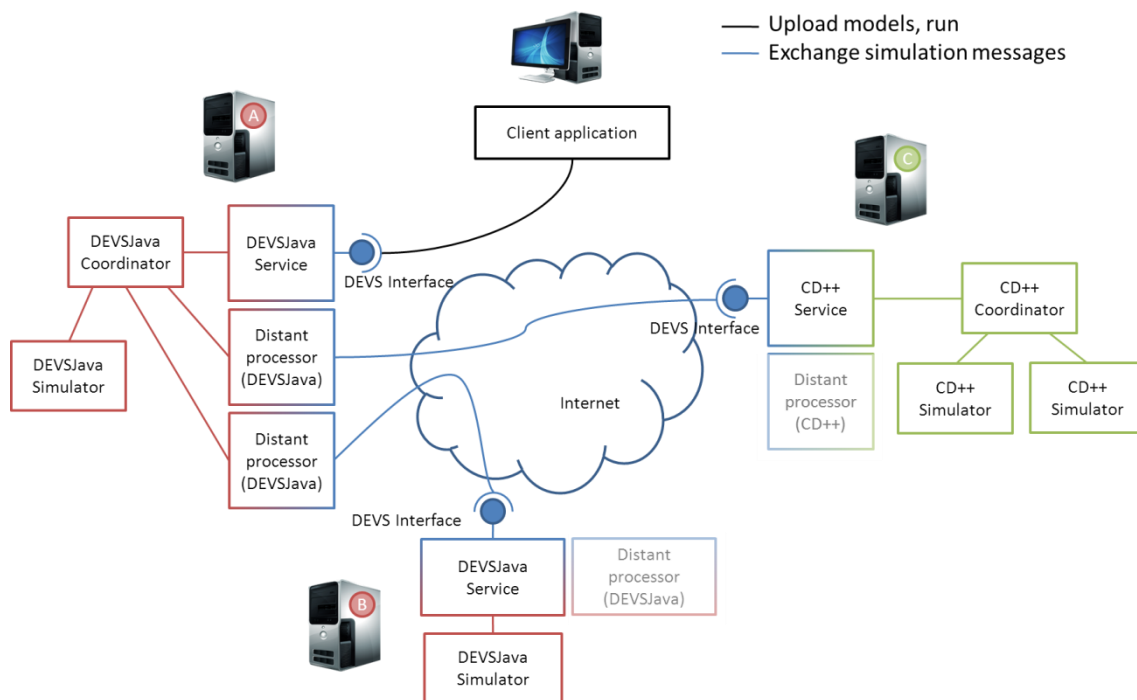 Upload models, run
Exchange simulation messages
A
Client application
C
DEVSJava
Coordinator
DEVSJava
Service
DEVS Interface
DEVSJava
Simulator
Distant
processor
(DEVSJava)
Distant
processor
(DEVSJava)
Internet
DEVS Interface
CD++
Service
CD++
Coordinator
Distant
processor
(CD++)
CD++
Simulator
CD++
Simulator
DEVS Interface
B
DEVSJava
Service
Distant
processor
(DEVSJava)
DEVSJava
Simulator